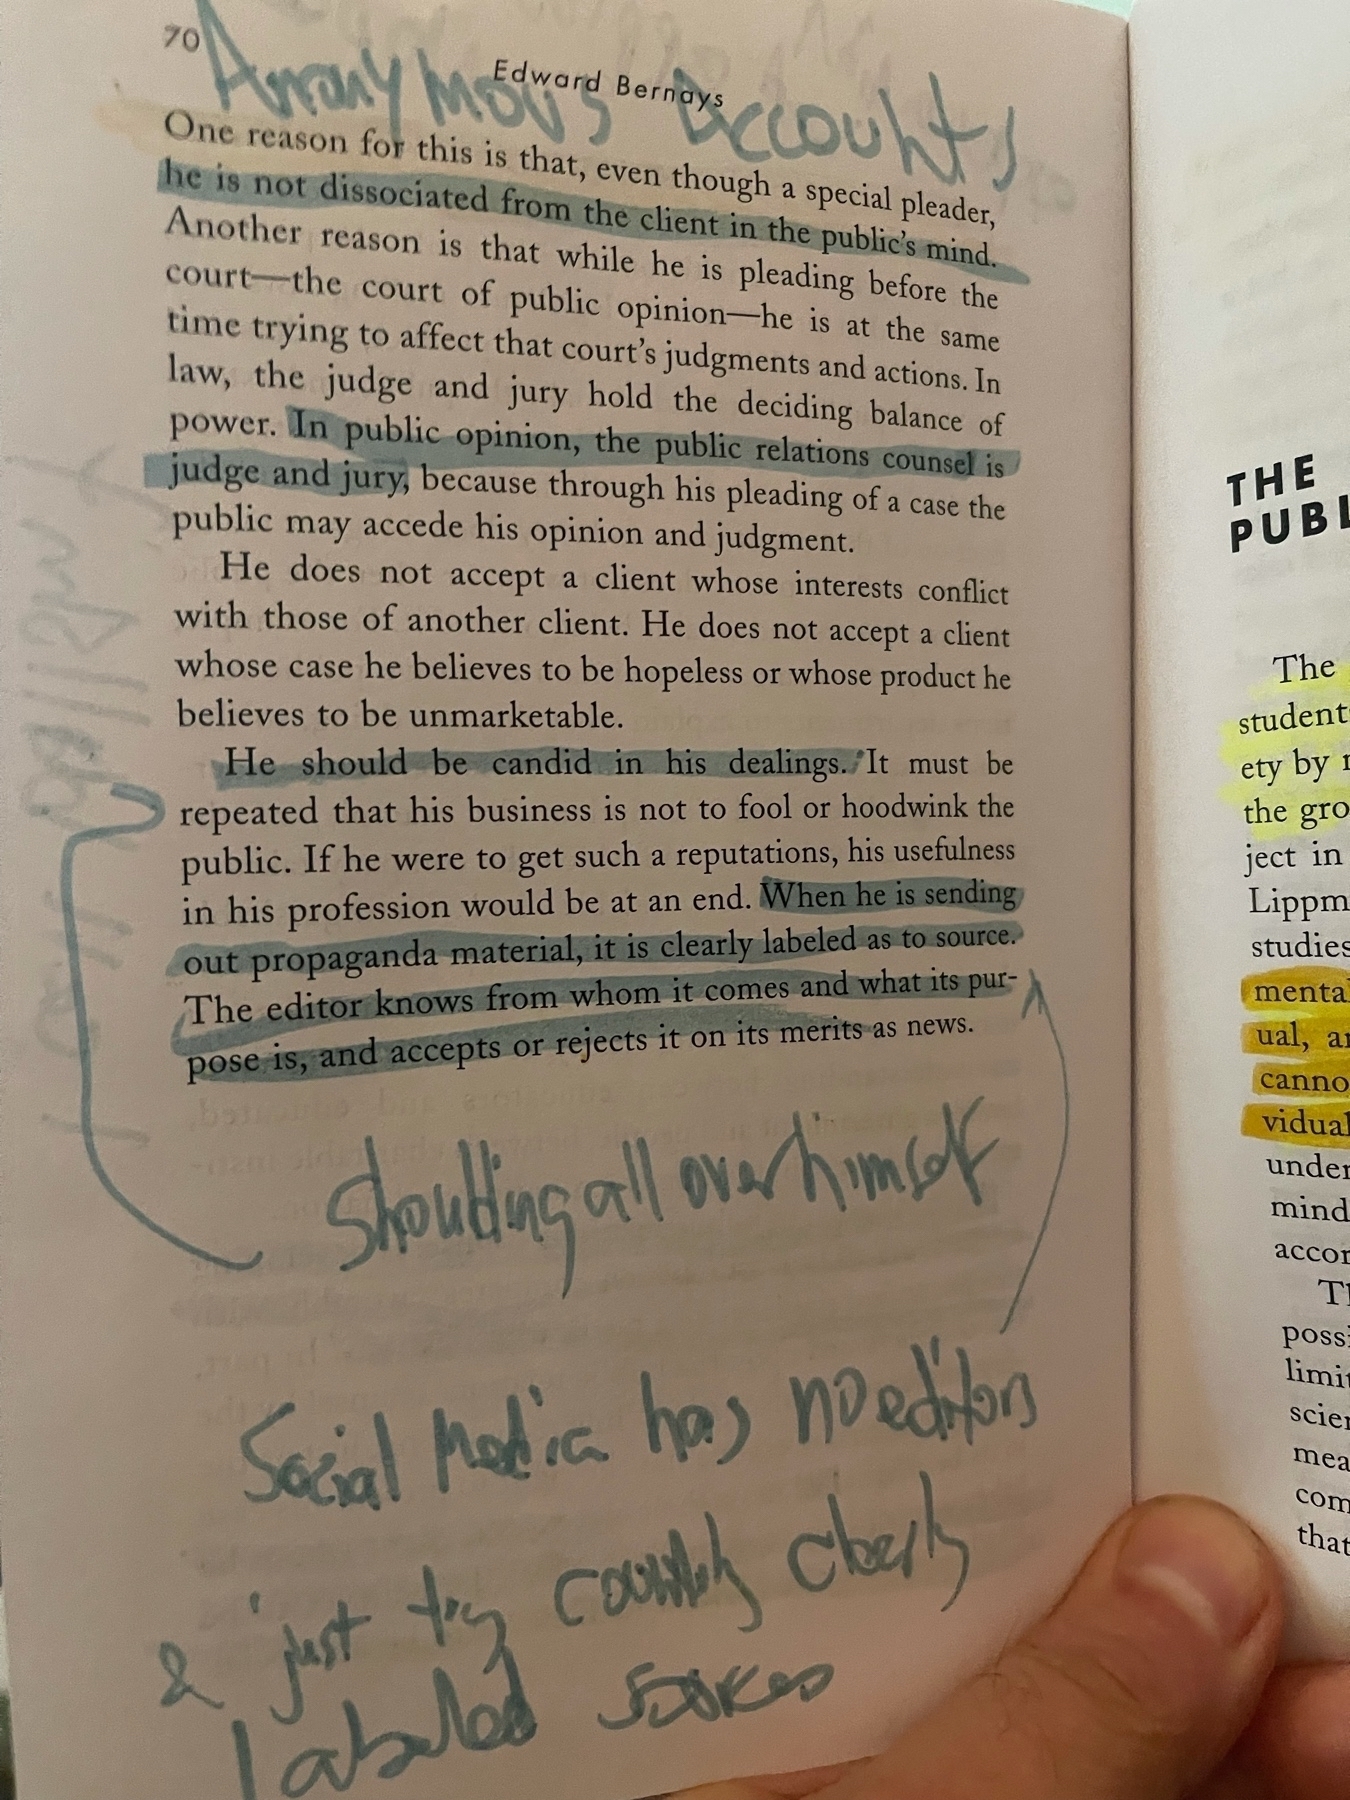 70
Anonymous Accounts
Edward Bernays
One reason for this is that, even though a special pleader,
he is not dissociated from the client in the public's mind.
Another reason is that while he is pleading before the
court—the court of public opinion—he is at the same
time trying to affect that court's judgments and actions. In
law, the judge and jury hold the deciding balance of
power. In public opinion, the public relations counsel is
judge and jury, because through his pleading of a case the
public may accede his opinion and judgment.
He does not accept a client whose interests conflict
with those of another client. He does not accept a client
whose case he believes to be hopeless or whose product he
believes to be unmarketable.
He should be candid in his dealings. It must be
repeated that his business is not to fool or hoodwink the
public. If he were to get such a reputations, his usefulness
in his profession would be at an end. When he is sending
out propaganda material, it is clearly labeled as to source.
The editor knows from whom it comes and what its pur-
pose is, and accepts or rejects it on its merits as news.
Shoulding all over himself
Social Media has no editors
& just try counting clearly
labeled
THE
PUBL
The
student
ety by
the gro
ject in
Lippm
studies
menta
ual, a
canno
vidual
under
mind
accor
Th
possi
limit
scien
mea
com
that